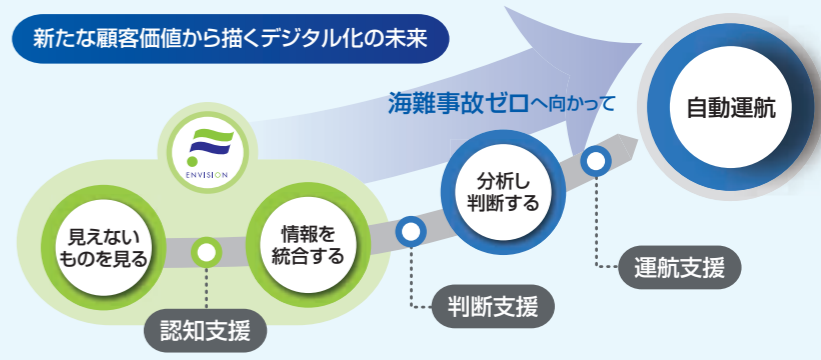 新たな顧客価値から描くデジタル化の未来
海難事故ゼロへ向かって
自動運航
ENVISION
分析し
判断する
見えない
ものを見る
情報を
統合する
運航支援
判断支援
認知支援